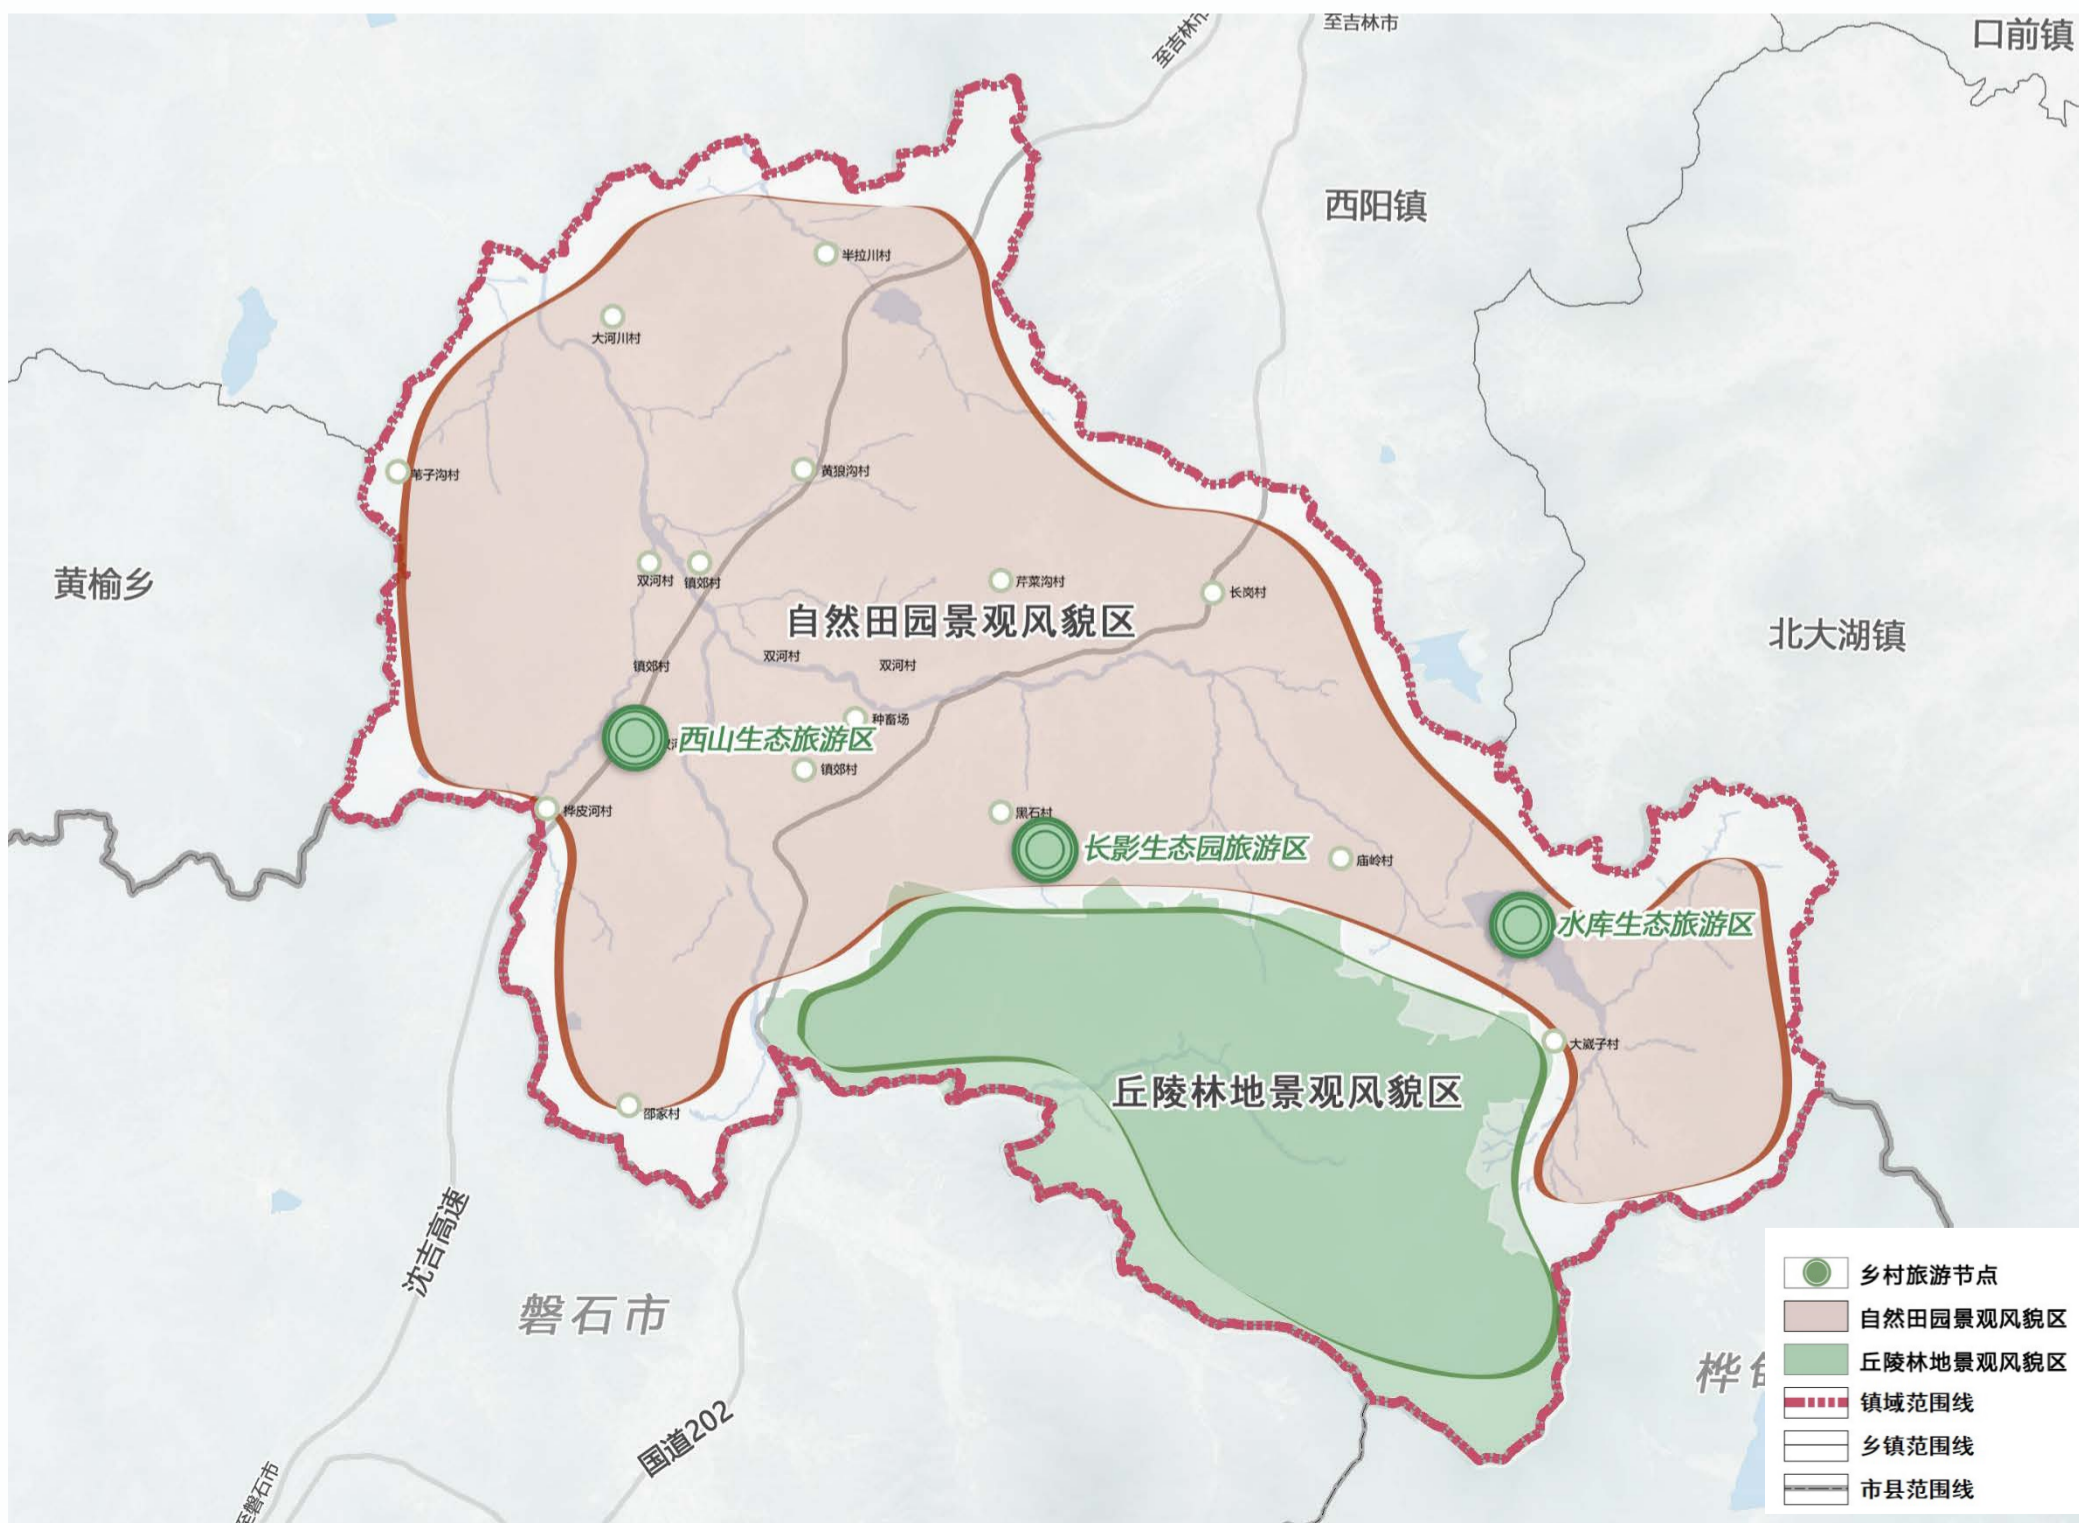 至吉林市
至吉林市
口前镇
西阳镇
半拉川村
大河川村
苇子沟村
黄狼沟村
黄榆乡
双河村
镇郊村
芹菜沟村
长岗村
自然田园景观风貌区
北大湖镇
镇郊村
双河村
双河村
种畜场
西山生态旅游区
镇郊村
桦皮河村
黑石村
长影生态园旅游区
庙岭村
水库生态旅游区
大崴子村
丘陵林地景观风貌区
邵家村
沈吉高速
磐石市
国道202
至磐石市
桦
乡村旅游节点
自然田园景观风貌区
丘陵林地景观风貌区
镇域范围线
乡镇范围线
市县范围线